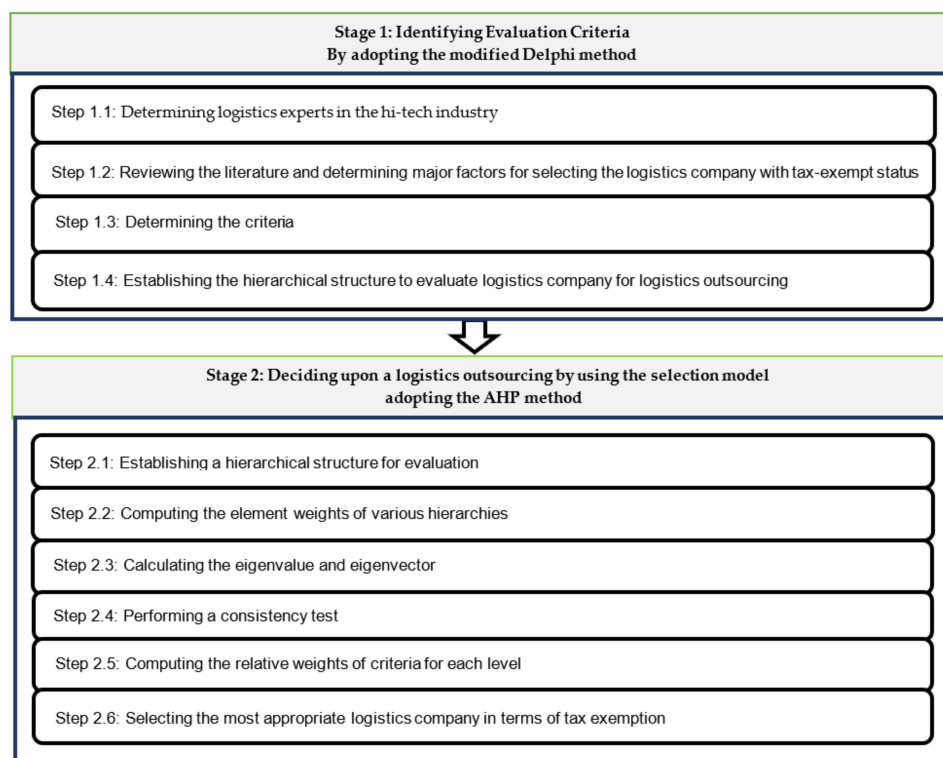 Stage 1: Identifying Evaluation Criteria
By adopting the modified Delphi method
Step 1.1: Determining logistics experts in the hi-tech industry
Step 1.2: Reviewing the literature and determining major factors for selecting the logistics company with tax-exempt status
Step 1.3: Determining the criteria
Step 1.4: Establishing the hierarchical structure to evaluate logistics company for logistics outsourcing
Stage 2: Deciding upon a logistics outsourcing by using the selection model
adopting the AHP method
Step 2.1: Establishing a hierarchical structure for evaluation
Step 2.2: Computing the element weights of various hierarchies
Step 2.3: Calculating the eigenvalue and eigenvector
Step 2.4: Performing a consistency test
Step 2.5: Computing the relative weights of criteria for each level
Step 2.6: Selecting the most appropriate logistics company in terms of tax exemption